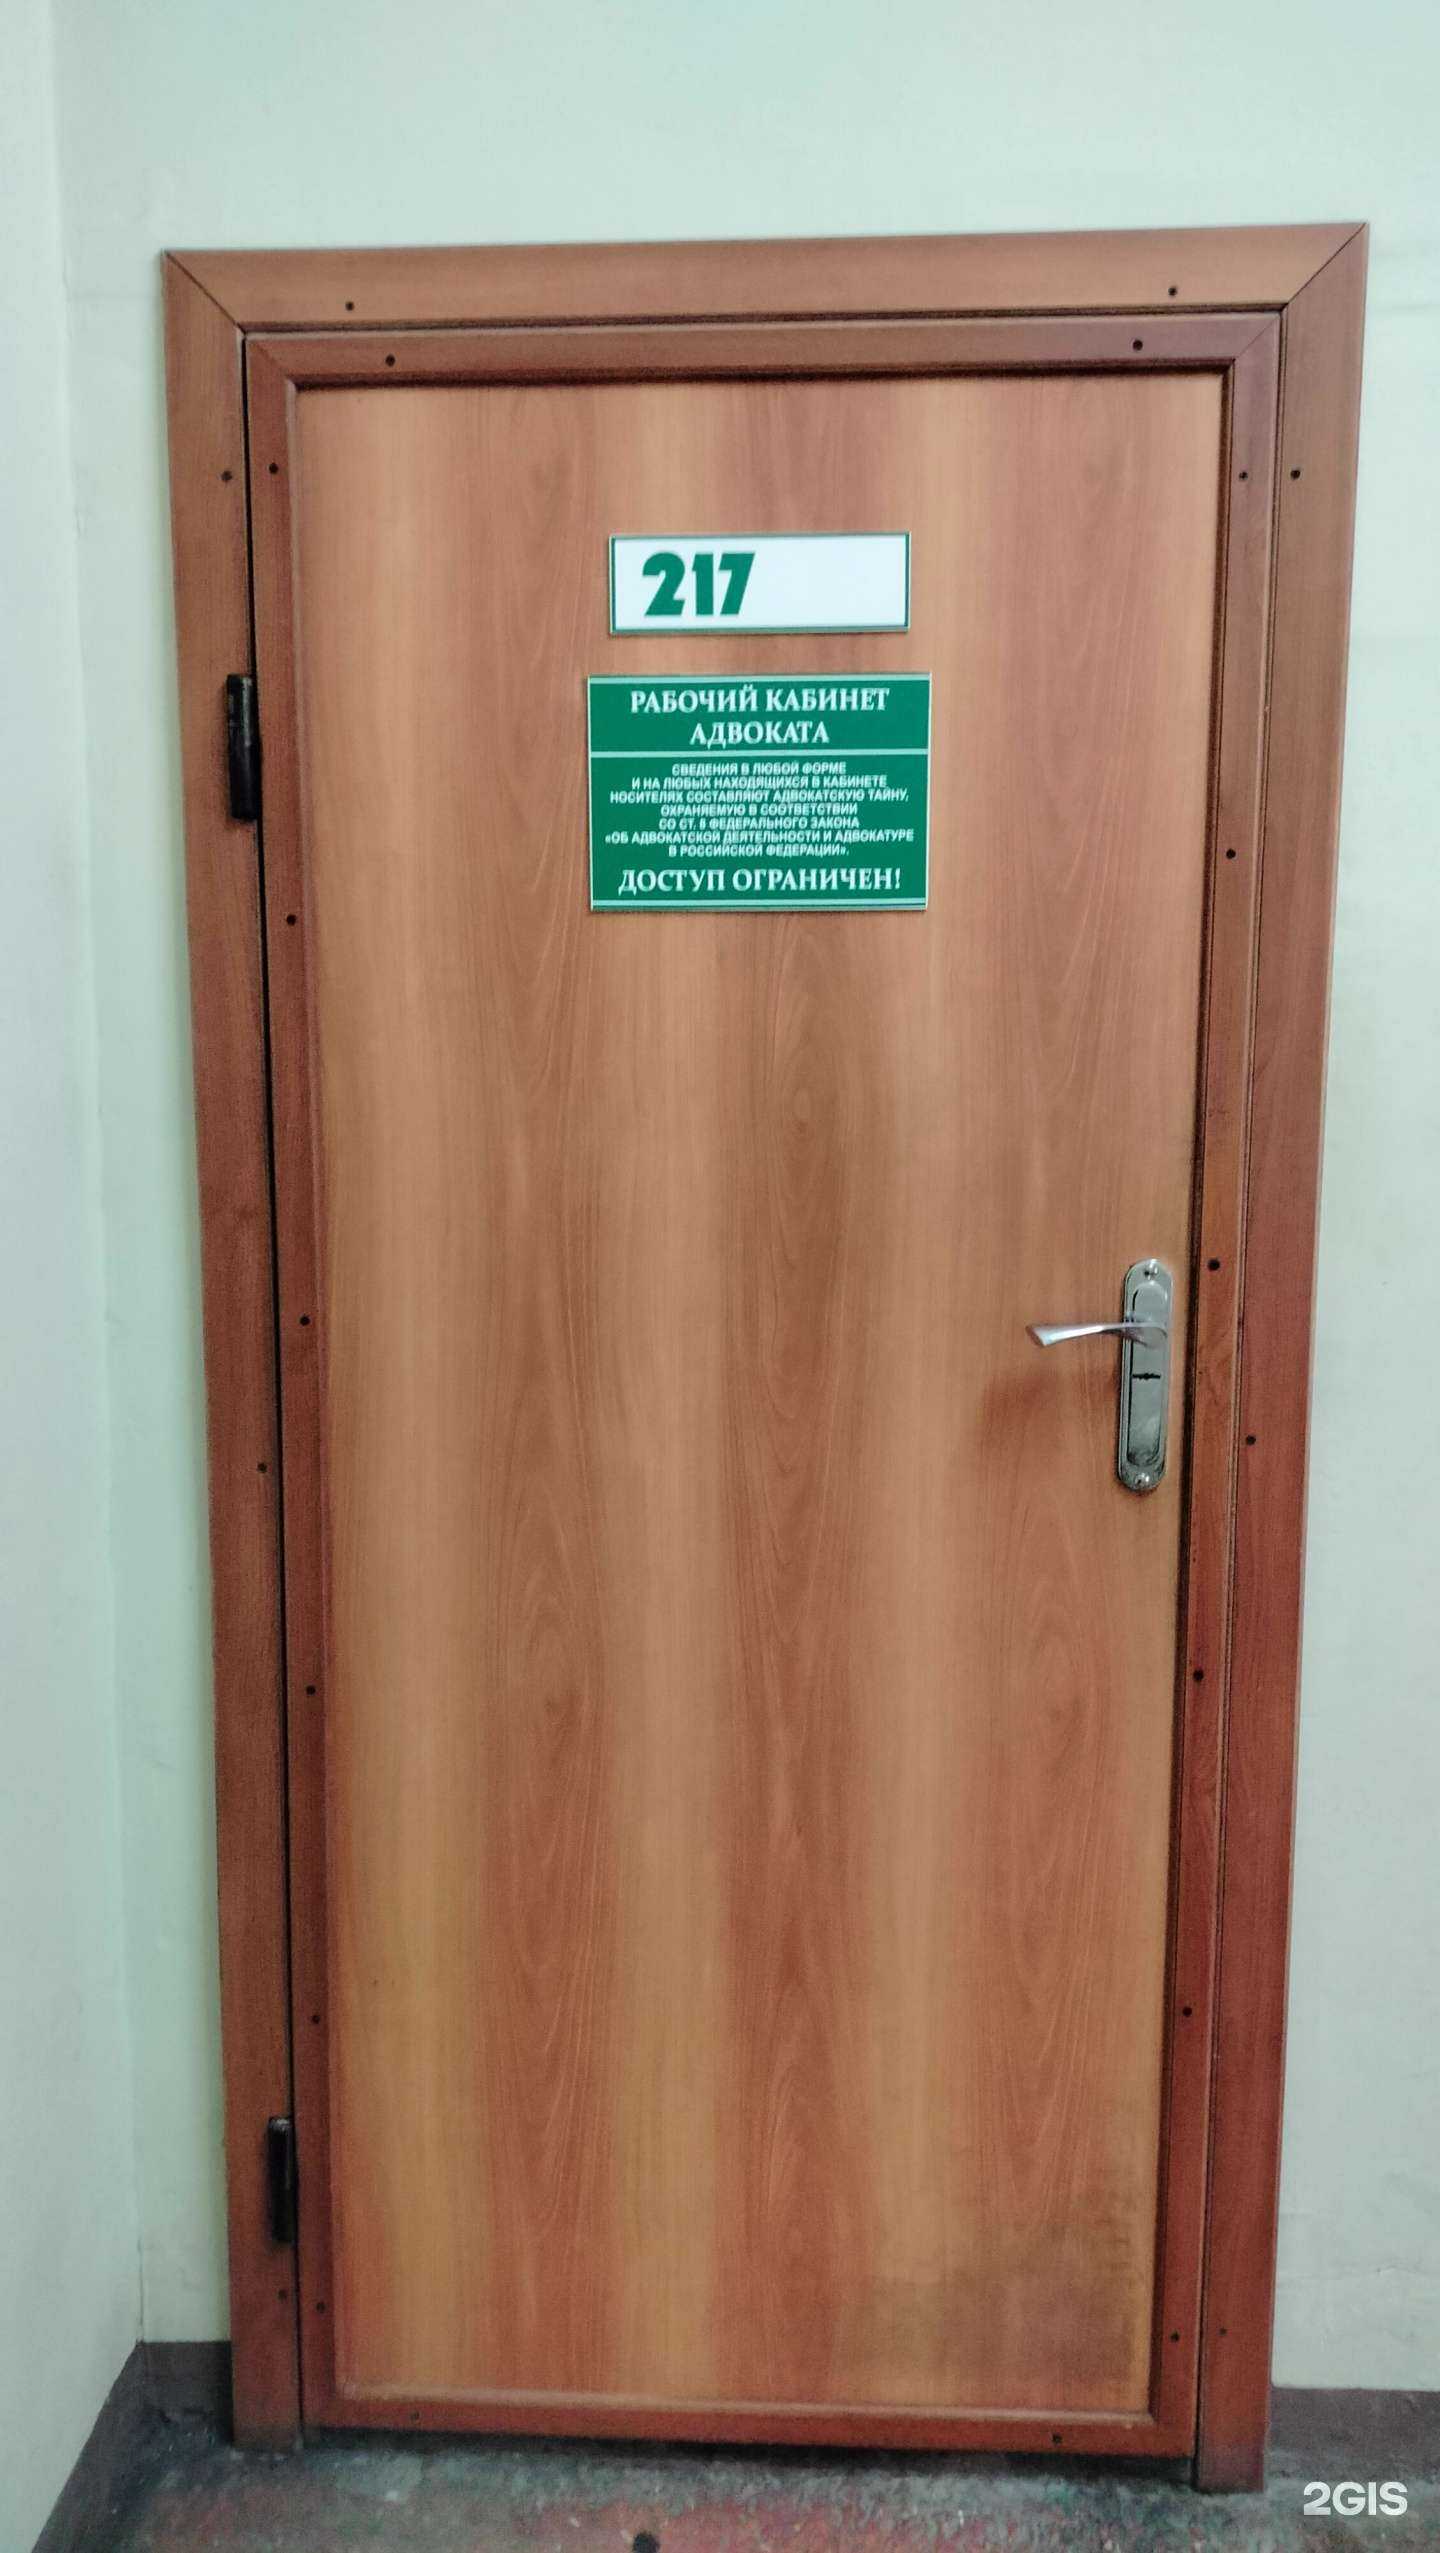 217
РАБОЧИЙ КАБИНЕТ
АДВОКАТА
СВЕДЕНИЯ В ЛЮБОЙ ФОРМЕ
И НА ЛЮБЫХ НАХОДЯЩИХСЯ В КАБИНЕТЕ
НОСИТЕЛЯХ СОСТАВЛЯЮТ АДВОКАТСКУЮ ТАЙНУ,
ОХРАНЯЕМУЮ В СООТВЕТСТВИИ
СО СТ. 8 ФЕДЕРАЛЬНОГО ЗАКОНА
«ОБ АДВОКАТСКОЙ ДЕЯТЕЛЬНОСТИ И АДВОКАТУРЕ
В РОССИЙСКОЙ ФЕДЕРАЦИИ».
ДОСТУП ОГРАНИЧЕН!
2GIS